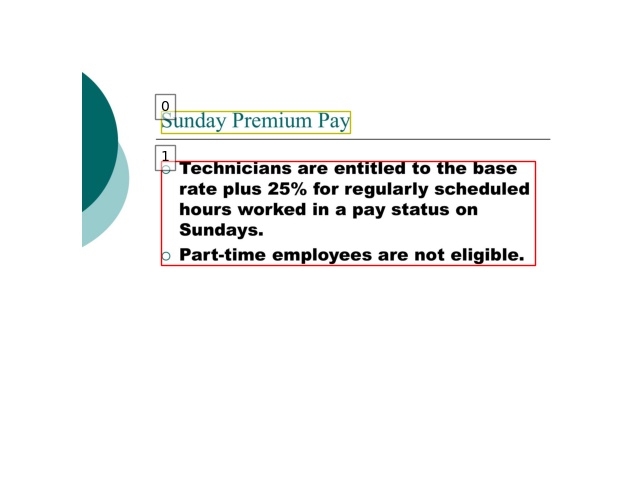 0
Sunday Premium Pay
1
Technicians are entitled to the base
rate plus 25% for regularly scheduled
hours worked in a pay status on
Sundays.
Part-time employees are not eligible.